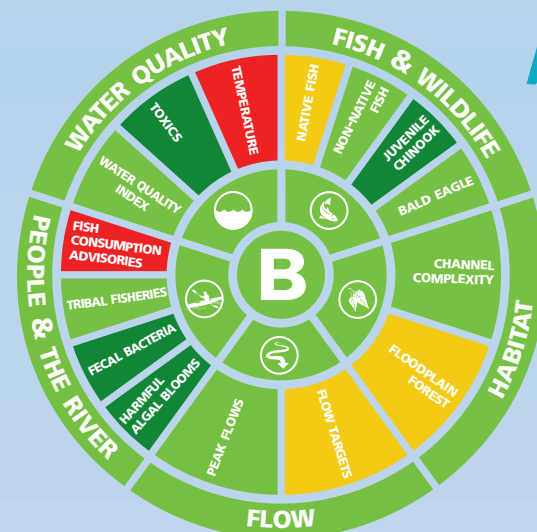 WATER QUALITY
TOXICS
TEMPERATURE
WATER QUALITY
INDEX
FISH & WILDLIFE
NATIVE FISH
NON-NATIVE
FISH
JUVENILE
CHINOOK
BALD EAGLE
HABITAT
CHANNEL
COMPLEXITY
FLOODPLAIN
FOREST
FLOW
FLOW TARGETS
PEAK FLOWS
PEOPLE & THE RIVER
FISH
CONSUMPTION
ADVISORIES
TRIBAL FISHERIES
FECAL BACTERIA
HARMFUL
ALGAL BLOOMS
B